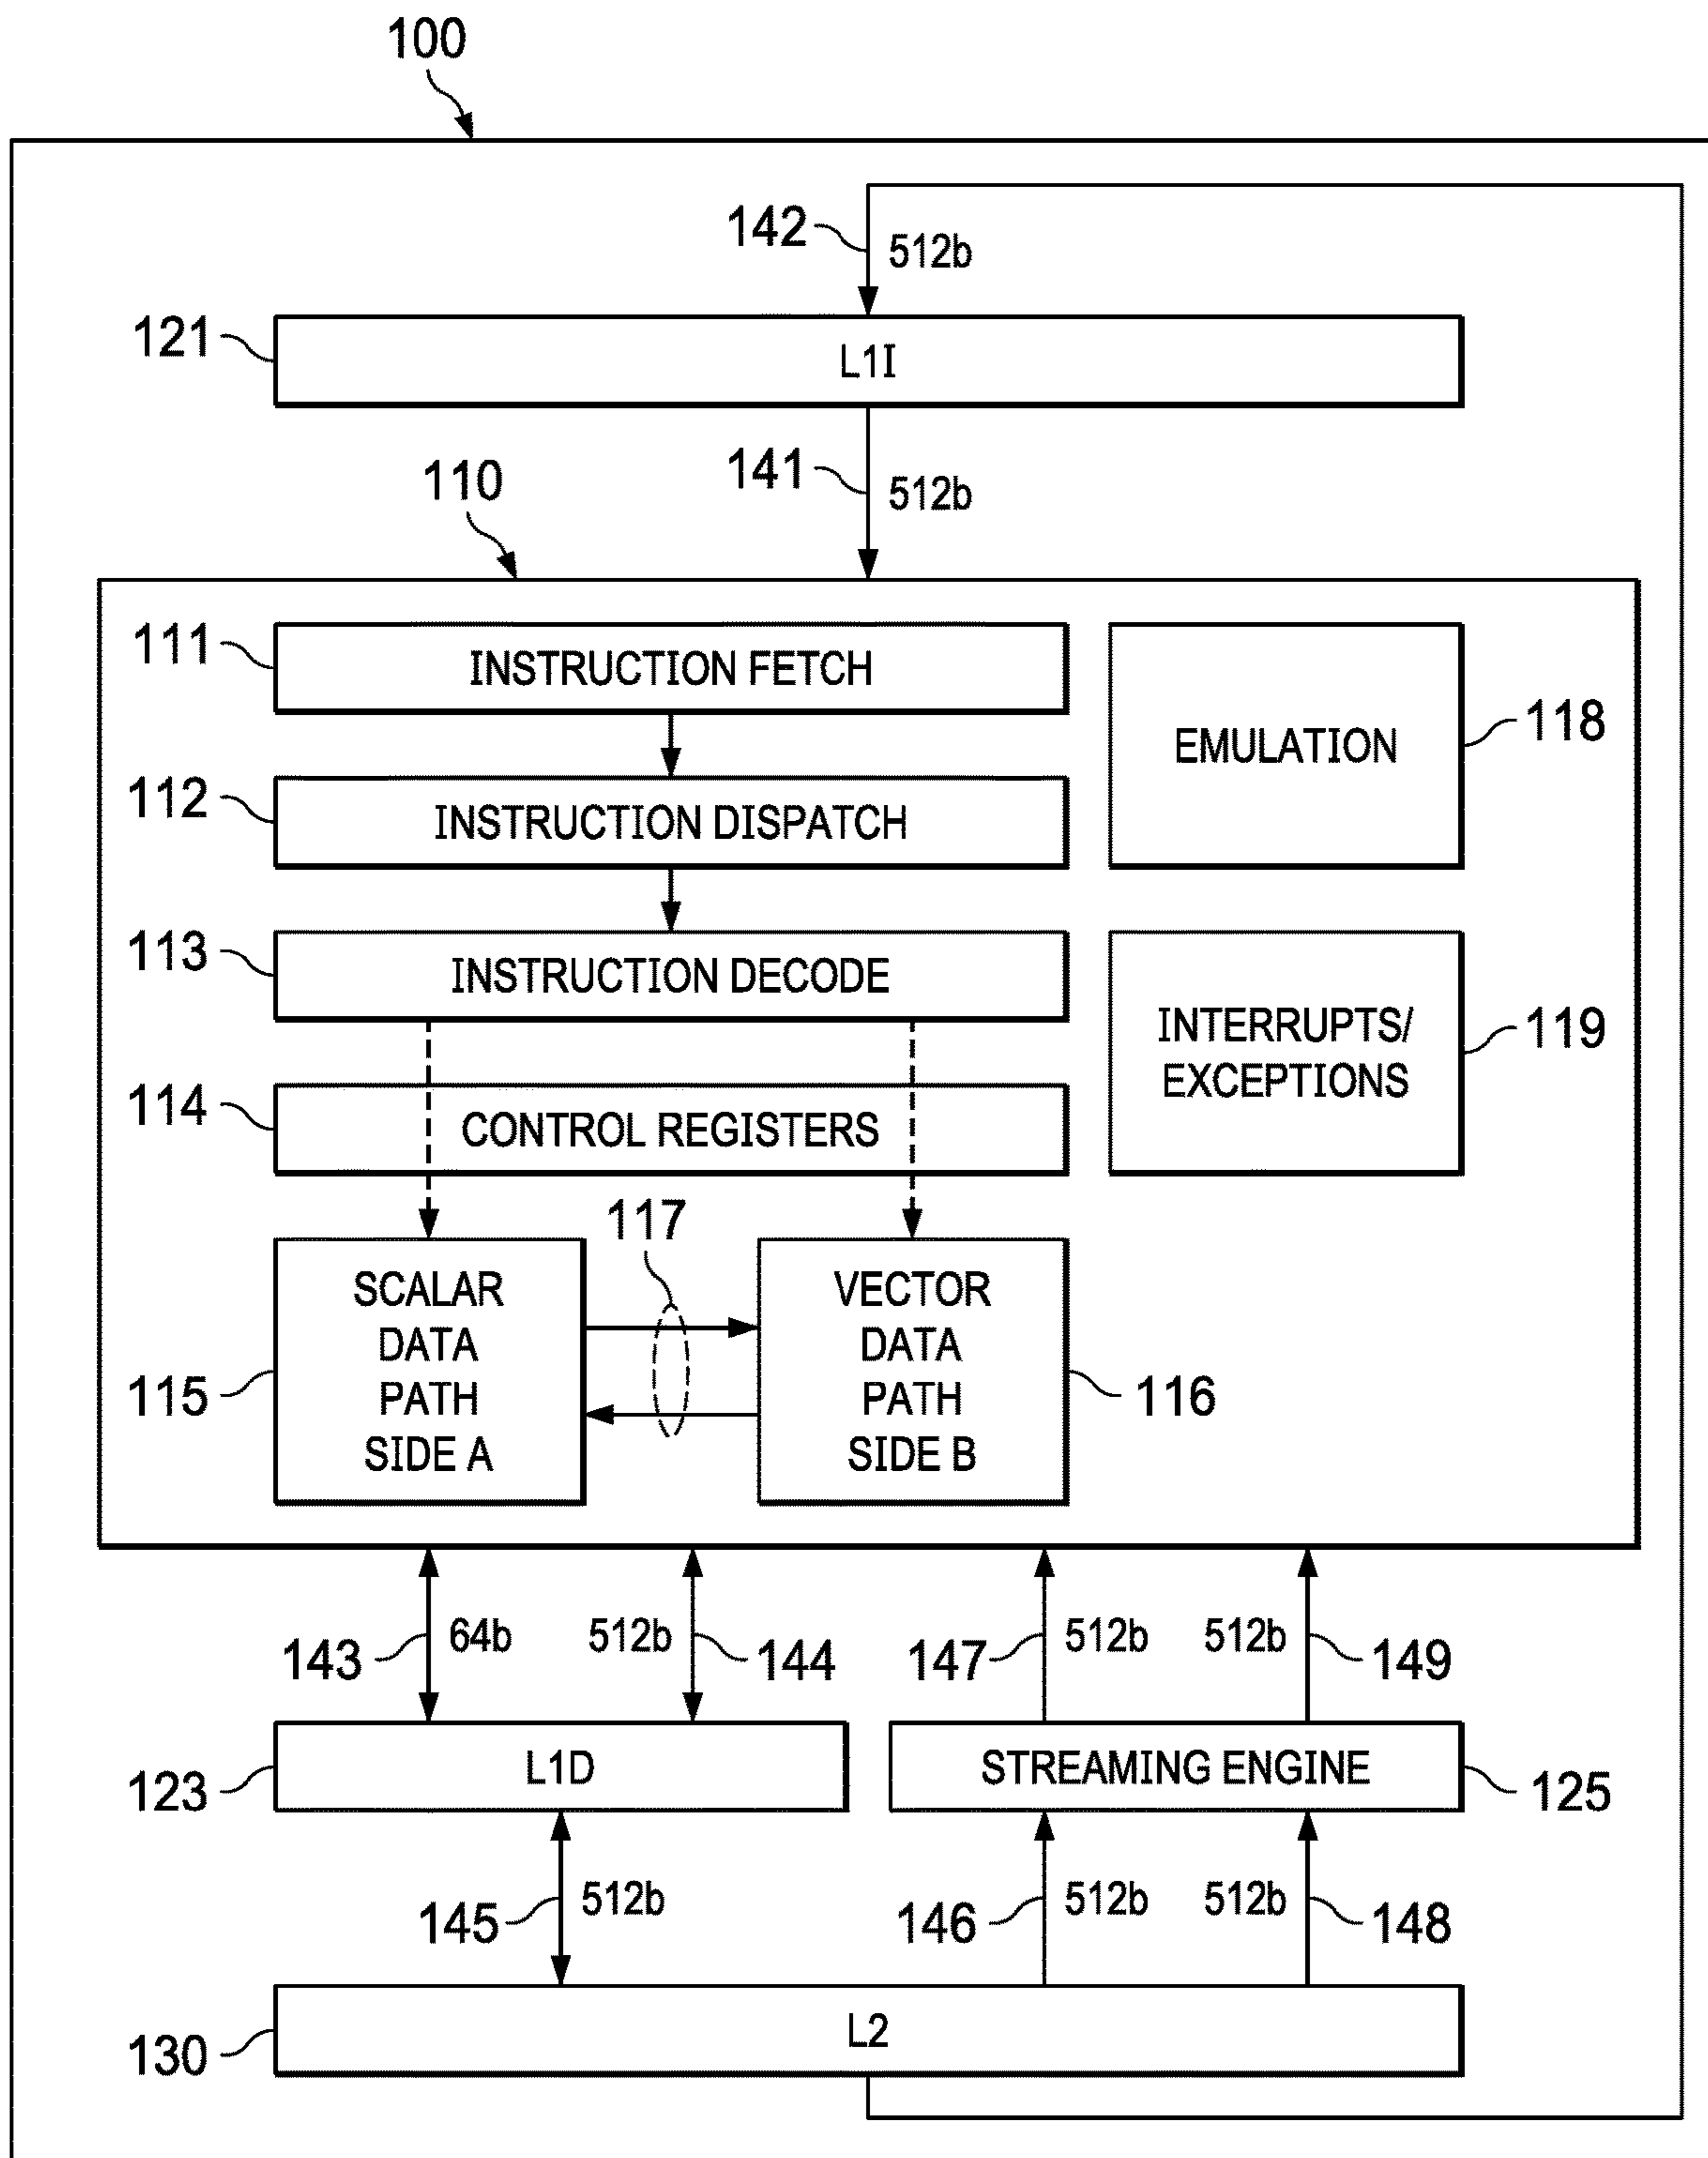 100
142
512b
121
L1I
141
512b
110
111
INSTRUCTION FETCH
EMULATION
118
112
INSTRUCTION DISPATCH
113
INSTRUCTION DECODE
INTERRUPTS/
EXCEPTIONS
119
114
CONTROL REGISTERS
117
115
SCALAR
DATA
PATH
SIDE A
VECTOR
DATA
PATH
SIDE B
116
143
64b
512b
144
147
512b
512b
149
123
L1D
STREAMING ENGINE
125
145
512b
146
512b
512b
148
130
L2